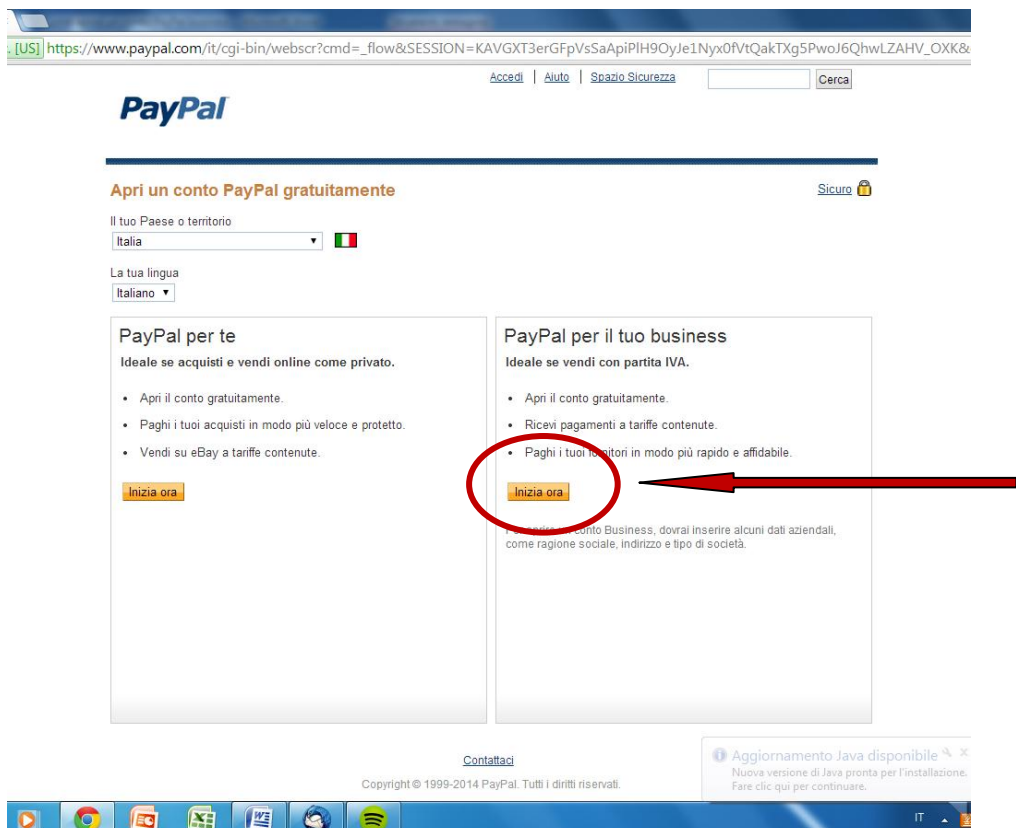 [US] https://www.paypal.com/it/cgi-bin/webscr?cmd=_flow&SESSION=KAVGXT3erGFpVsSaApiPlH9OyJe1Nyx0fVtQakTXg5PwoJ6QhwLZAHV_OXK&
Accedi | Aiuto | Spazio Sicurezza
Cerca
PayPal
Apri un conto PayPal gratuitamente
Sicuro
Il tuo Paese o territorio
Italia
La tua lingua
Italiano
PayPal per te
Ideale se acquisti e vendi online come privato.
• Apri il conto gratuitamente.
• Paghi i tuoi acquisti in modo più veloce e protetto.
• Vendi su eBay a tariffe contenute.
Inizia ora
PayPal per il tuo business
Ideale se vendi con partita IVA.
• Apri il conto gratuitamente.
• Ricevi pagamenti a tariffe contenute.
• Paghi i tuoi fornitori in modo più rapido e affidabile.
Inizia ora
Per aprire un conto Business, dovrai inserire alcuni dati aziendali,
come ragione sociale, indirizzo e tipo di società.
Contattaci
Copyright © 1999-2014 PayPal. Tutti i diritti riservati.
Aggiornamento Java disponibile
Nuova versione di Java pronta per l'installazione.
Fare clic qui per continuare.
IT